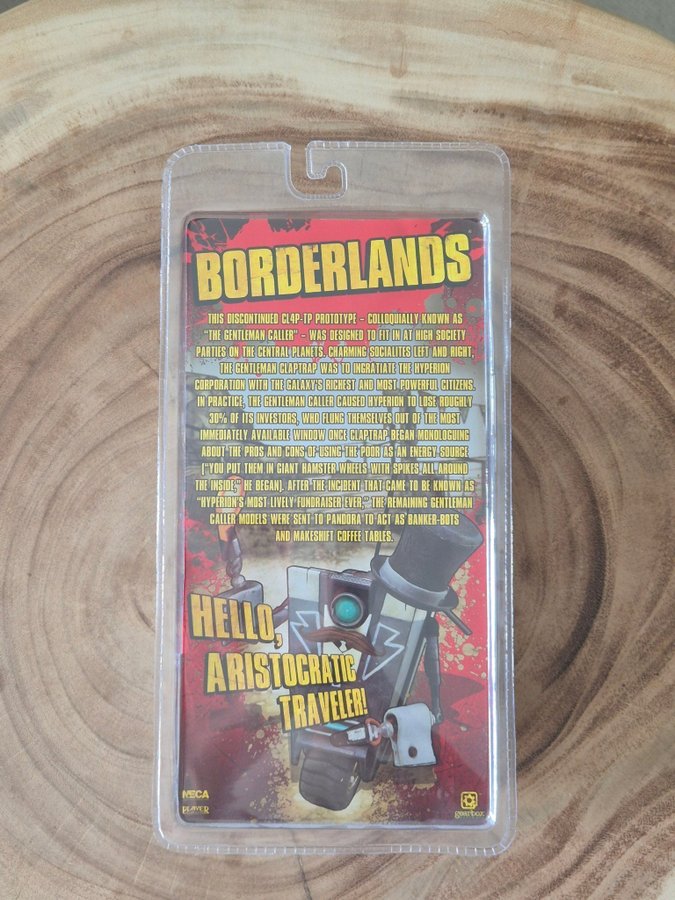 BORDERLANDS
THIS DISCONTINUED CL4P-TP PROTOTYPE - COLLOQUIALLY KNOWN AS
"THE GENTLEMAN CALLER" - WAS DESIGNED TO FIT IN AT HIGH SOCIETY
PARTIES ON THE CENTRAL PLANETS. CHARMING SOCIALITES LEFT AND RIGHT,
THE GENTLEMAN CLAPTRAP WAS TO INGRATIATE THE HYPERION
CORPORATION WITH THE GALAXY'S RICHEST AND MOST POWERFUL CITIZENS.
IN PRACTICE, THE GENTLEMAN CALLER CAUSED HYPERION TO LOSE ROUGHLY
30% OF ITS INVESTORS, WHO FLUNG THEMSELVES OUT OF THE MOST
IMMEDIATELY AVAILABLE WINDOW ONCE CLAPTRAP BEGAN MONOLOGUING
ABOUT THE PROS AND CONS OF USING THE POOR AS AN ENERGY SOURCE
("YOU PUT THEM IN GIANT HAMSTER WHEELS WITH SPIKES ALL AROUND
THE INSIDE," HE BEGAN). AFTER THE INCIDENT THAT CAME TO BE KNOWN AS
"HYPERION'S MOST LIVELY FUNDRAISER EVER," THE REMAINING GENTLEMAN
CALLER MODELS WERE SENT TO PANDORA TO ACT AS BANKER-BOTS
AND MAKESHIFT COFFEE TABLES.
HELLO,
ARISTOCRATIC
TRAVELER!
NECA
PLAYER
gearbox